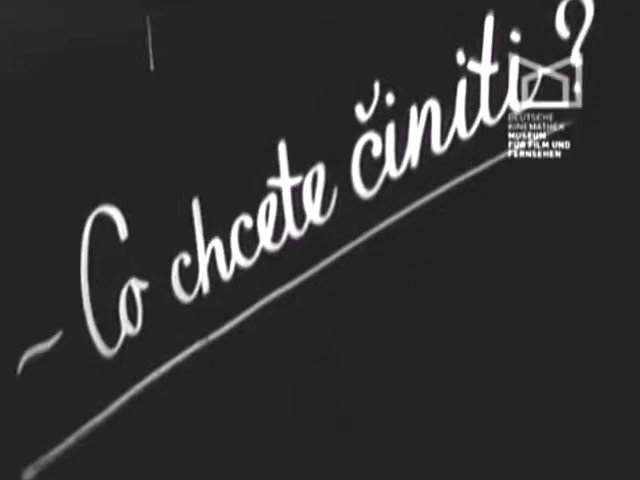 ~ Co chcete činiti?
DEUTSCHE
KINEMATHEK
MUSEUM
FÜR FILM UND
FERNSEHEN